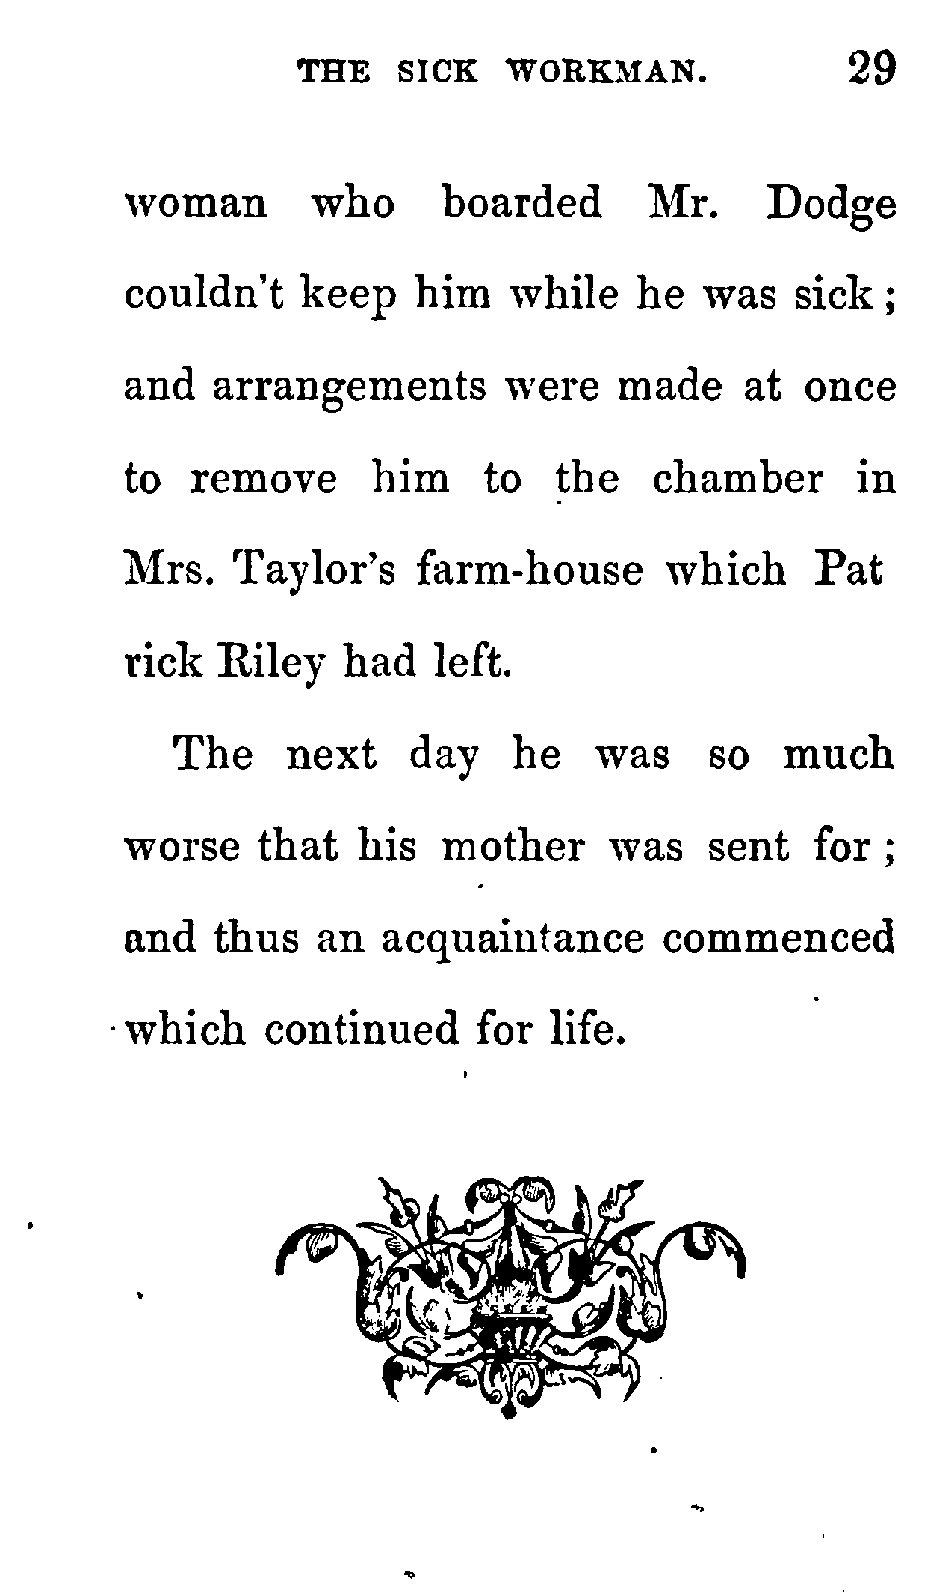 THE SICK WORKMAN. 29
woman who boarded Mr. Dodge
couldn't keep him while he was sick;
and arrangements were made at once
to remove him to the chamber in
Mrs. Taylor's farm-house which Pat
rick Riley had left.
The next day he was so much
worse that his mother was sent for;
and thus an acquaintance commenced
which continued for life.